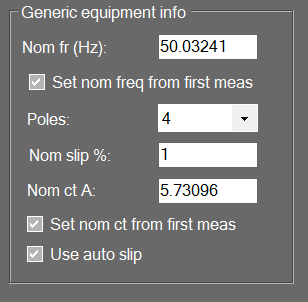 Generic equipment info
Nom fr (Hz): 50.03241
Set nom freq from first meas
Poles: 4
Nom slip %: 1
Nom ct A: 5.73096
Set nom ct from first meas
Use auto slip